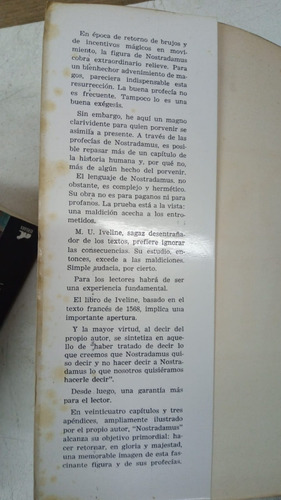 En época de retorno de brujos y
de incentivos mágicos en movi-
miento, la figura de Nostradamus
cobra extraordinario relieve. Para
un bienhechor advenimiento de ma-
gos, pareciera indispensable esta
resurrección. La buena profecía no
es frecuente. Tampoco lo es una
buena exégesis.
Sin embargo, he aquí un magno
clarividente para quien porvenir se
asimila a presente. A través de las
profecías de Nostradamus, es posi-
ble repasar más de un capítulo de
la historia humana y, por qué no,
más de algún hecho del porvenir.
El lenguaje de Nostradamus, no
obstante, es complejo y hermético.
Su obra no es para paganos ni para
profanos. La prueba está a la vista:
una maldición acecha a los entro-
metidos.
M. U. Iveline, sagaz desentraña-
dor de los textos, prefiere ignorar
las consecuencias. Su estudio, en-
tonces, excede a las maldiciones.
Simple audacia, por cierto.
Para los lectores habrá de ser
una experiencia fundamental.
El libro de Iveline, basado en el
texto francés de 1568, implica una
importante apertura.
Y la mayor virtud, al decir del
propio autor, se sintetiza en aque-
llo de "haber tratado de decir lo
que creemos que Nostradamus qui-
so decir y no hacer decir a Nostra-
damus lo que nosotros quisiéramos
hacerle decir".
Desde luego, una garantía más
para el lector.
En veinticuatro capítulos y tres
apéndices, ampliamente ilustrado
por el propio autor, "Nostradamus"
alcanza su objetivo primordial: ha-
cer retornar, en gloria y majestad,
una memorable imagen de esta fas-
cinante figura y de sus profecías.